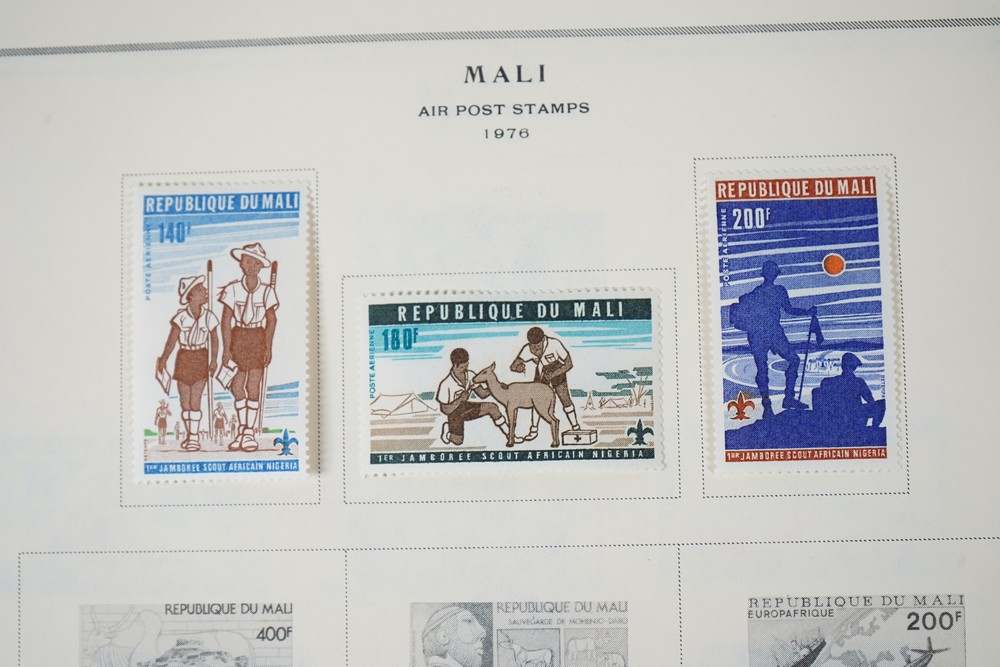 MALI
AIR POST STAMPS
1976
REPUBLIQUE DU MALI
140F
POSTE AERIENNE
1ER JAMBOREE SCOUT AFRICAIN NIGERIA
REPUBLIQUE DU MALI
180F
POSTE AERIENNE
1ER JAMBOREE SCOUT AFRICAIN NIGERIA
REPUBLIQUE DU MALI
200F
POSTE AERIENNE
1ER JAMBOREE SCOUT AFRICAIN NIGERIA
REPUBLIQUE DU MALI
400F
REPUBLIQUE DU MALI
SAUVEGARDE DE MOHENJO-DARO
REPUBLIQUE DU MALI
EUROPAFRIQUE
200F